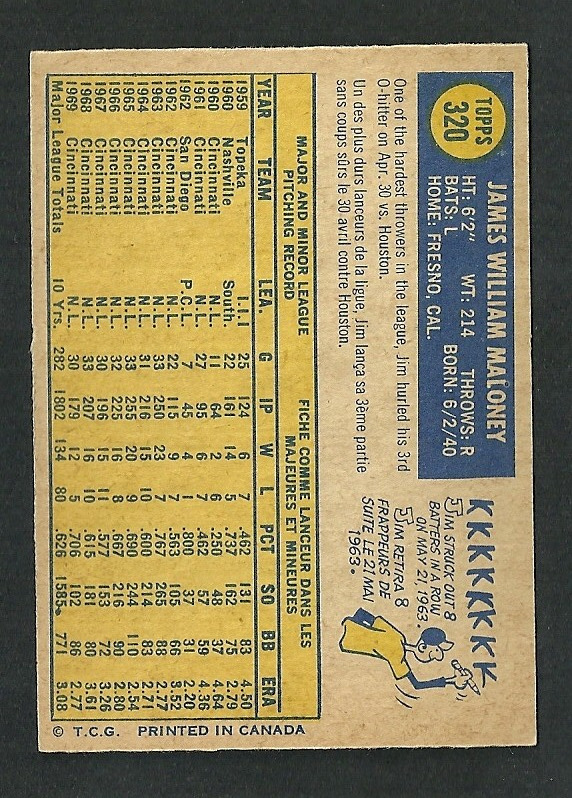 TOPPS
320
JAMES WILLIAM MALONEY
HT: 6'2" WT: 214 THROWS: R
BATS: L BORN: 6/2/40
HOME: FRESNO, CAL.
One of the hardest throwers in the league, Jim hurled his 3rd
O-hitter on Apr. 30 vs. Houston.
Un des plus durs lanceurs de la ligue, Jim lança sa 3ème partie
sans coups sûrs le 30 avril contre Houston.
KKKKKKKK
JIM STRUCK OUT 8
BATTERS IN A ROW
ON MAY 21, 1963.
JIM RETIRA 8
FRAPPEURS DE
SUITE, LE 21 MAI
1963.
MAJOR AND MINOR LEAGUE
PITCHING RECORD
FICHE COMME LANCEUR DANS LES
MAJEURES ET MINEURES
YEAR TEAM LEA. G IP W L PCT SO BB ERA
1959 Topeka I.I.I 25 124 6 7 .462 131 83 4.50
1960 Nashville South. 22 161 14 5 .737 162 75 2.79
1960 Cincinnati N.L. 11 64 2 6 .250 48 37 4.64
1961 Cincinnati N.L. 27 95 6 7 .462 57 59 4.36
1962 San Diego P.C.L. 7 45 4 1 .800 37 31 2.20
1962 Cincinnati N.L. 22 115 9 7 .563 105 66 3.52
1963 Cincinnati N.L. 33 250 23 7 .767 265 88 2.77
1964 Cincinnati N.L. 31 216 15 10 .600 214 83 2.71
1965 Cincinnati N.L. 33 255 20 9 .690 244 110 2.54
1966 Cincinnati N.L. 32 225 16 8 .667 216 90 2.80
1967 Cincinnati N.L. 30 196 15 11 .577 153 72 3.26
1968 Cincinnati N.L. 33 207 16 10 .615 181 80 3.61
1969 Cincinnati N.L. 30 179 12 5 .706 102 86 2.77
Major League Totals 10 Yrs. 282 1802 134 80 .626 1585 771 3.08
© T.C.G. PRINTED IN CANADA